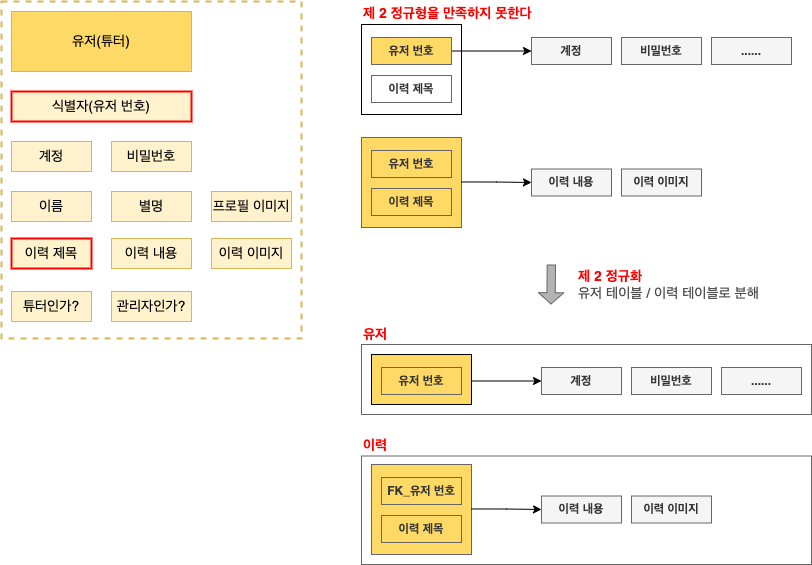 유저(튜터)
식별자(유저 번호)
계정
비밀번호
이름
별명
프로필 이미지
이력 제목
이력 내용
이력 이미지
튜터인가?
관리자인가?
제 2 정규형을 만족하지 못한다
유저 번호
이력 제목
계정
비밀번호
......
유저 번호
이력 제목
이력 내용
이력 이미지
제 2 정규화
유저 테이블 / 이력 테이블로 분해
유저
유저 번호
계정
비밀번호
......
이력
FK_유저 번호
이력 제목
이력 내용
이력 이미지